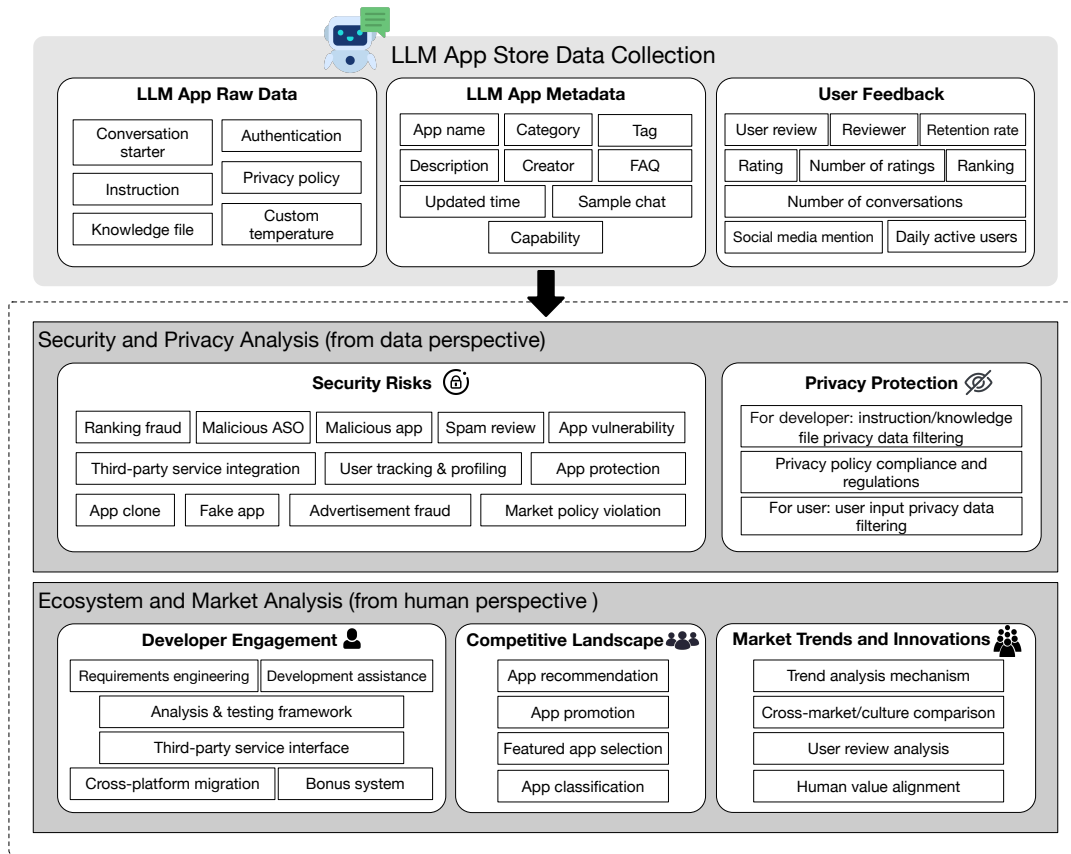 LLM App Store Data Collection
LLM App Raw Data
Conversation
starter
Authentication
Instruction
Privacy policy
Knowledge file
Custom
temperature
LLM App Metadata
App name
Category
Tag
Description
Creator
FAQ
Updated time
Sample chat
Capability
User Feedback
User review
Reviewer
Retention rate
Rating
Number of ratings
Ranking
Number of conversations
Social media mention
Daily active users
Security and Privacy Analysis (from data perspective)
Security Risks
Ranking fraud
Malicious ASO
Malicious app
Spam review
App vulnerability
Third-party service integration
User tracking & profiling
App protection
App clone
Fake app
Advertisement fraud
Market policy violation
Privacy Protection
For developer: instruction/knowledge
file privacy data filtering
Privacy policy compliance and
regulations
For user: user input privacy data
filtering
Ecosystem and Market Analysis (from human perspective )
Developer Engagement
Requirements engineering
Development assistance
Analysis & testing framework
Third-party service interface
Cross-platform migration
Bonus system
Competitive Landscape
App recommendation
App promotion
Featured app selection
App classification
Market Trends and Innovations
Trend analysis mechanism
Cross-market/culture comparison
User review analysis
Human value alignment